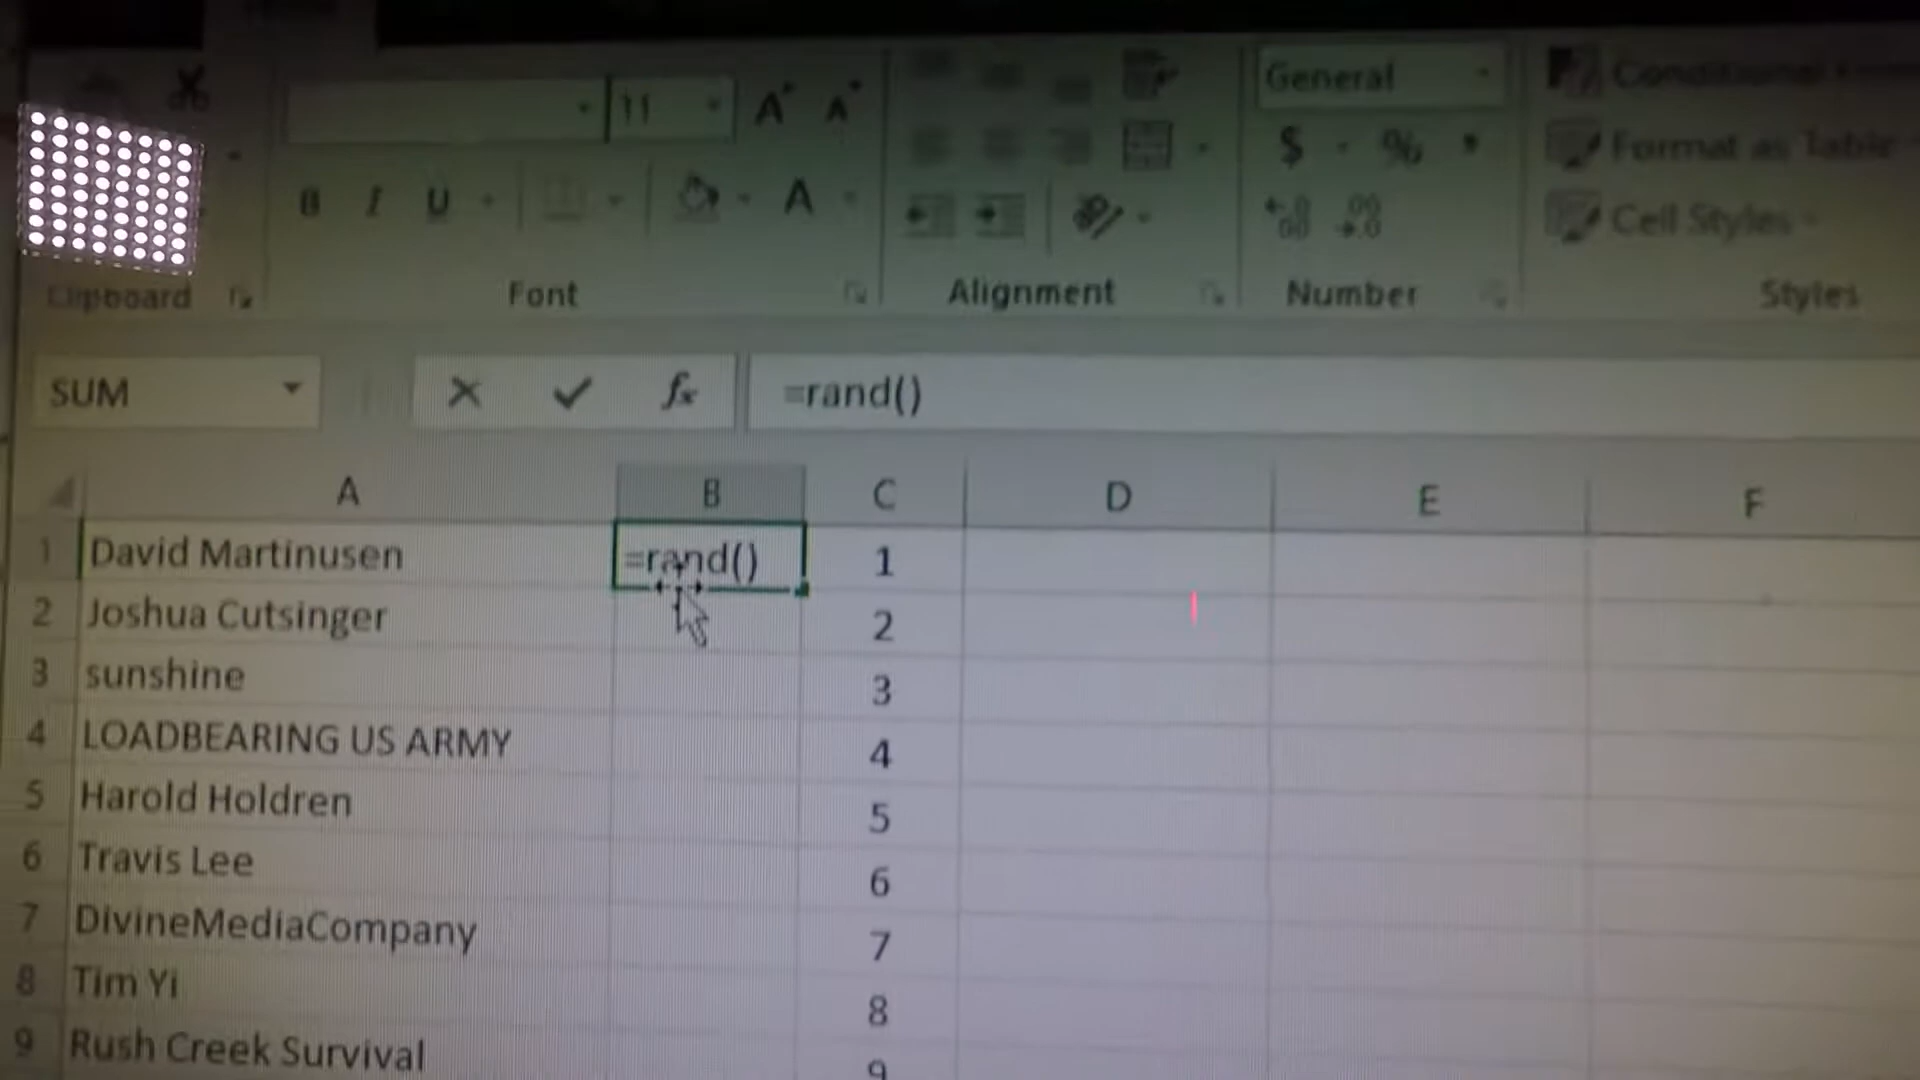 General
11
A A
Conditional
$ % ,
Format as Table
B I U A
Cell Styles
Clipboard Font Alignment Number Styles
SUM fx =rand()
A B C D E F
1 David Martinusen =rand() 1
2 Joshua Cutsinger 2
3 sunshine 3
4 LOADBEARING US ARMY 4
5 Harold Holdren 5
6 Travis Lee 6
7 DivineMediaCompany 7
8 Tim Yi 8
9 Rush Creek Survival 9